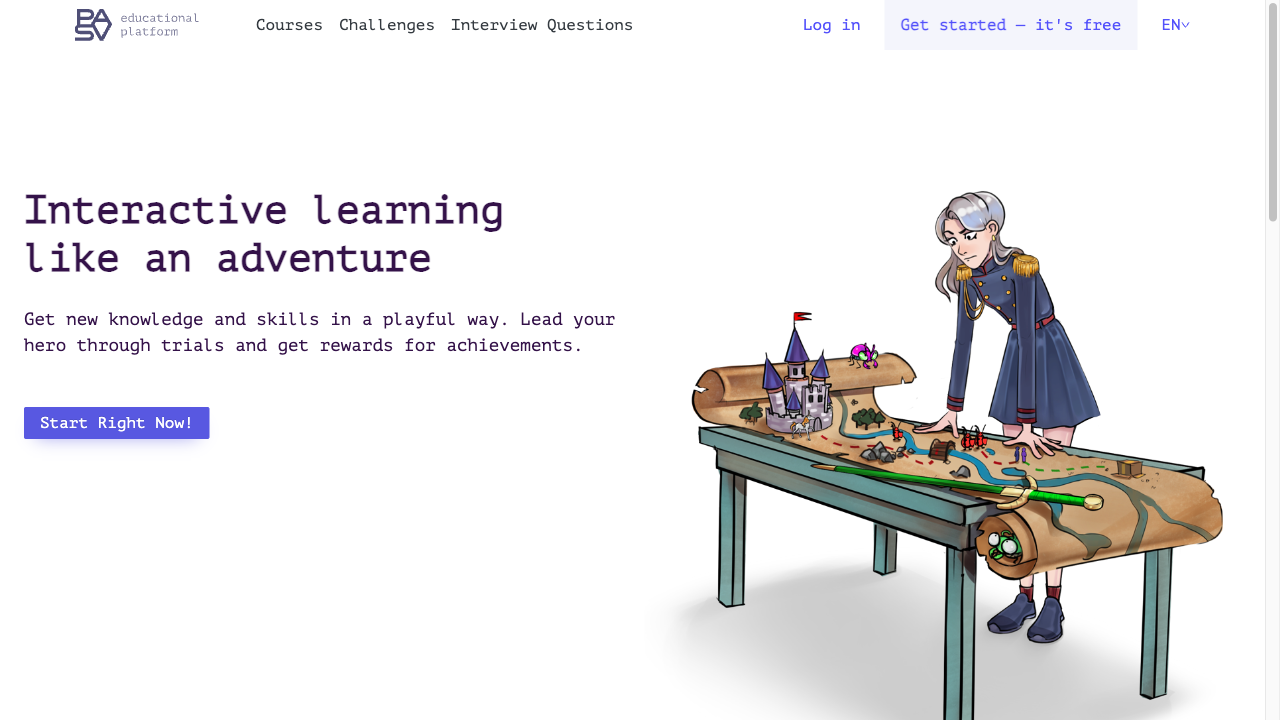 PASV educational
platform
Courses Challenges Interview Questions Log in Get started — it's free EN
Interactive learning
like an adventure
Get new knowledge and skills in a playful way. Lead your
hero through trials and get rewards for achievements.
Start Right Now!